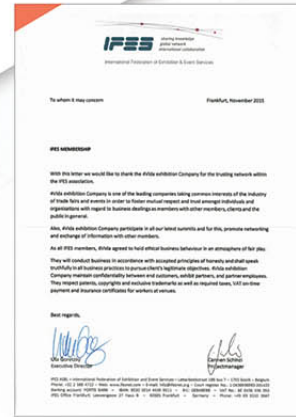 IFES
sharing knowledge
global network
international collaboration
International Federation of Exhibition & Event Services
To whom it may concern
Frankfurt, November 2015
IFES MEMBERSHIP
With this letter we would like to thank the #Vida exhibition Company for the trusting network within
the IFES association.
#Vida exhibition Company is one of the leading companies taking common interests of the industry
of trade fairs and events in order to foster mutual respect and trust amongst individuals and
organisations with regard to business dealings as members with other members, clients and the
public in general.
Also, #Vida exhibition Company participate in all our latest summits and for this, promote networking
and exchange of information with other members.
As all IFES members, #Vida agreed to hold ethical business behaviour in an atmosphere of fair play.
They will conduct business in accordance with accepted principles of honesty and shall speak
truthfully in all business practices to pursue client's legitimate objectives. #Vida exhibition
Company maintain confidentiality between end customers, exhibit partners, and partner employees.
They respect patents, copyrights and exclusive trademarks as well as required taxes, VAT on-time
payment and insurance certificates for workers at venues.
Best regards,
Uta Goretzky
Executive Director
Projectmanager